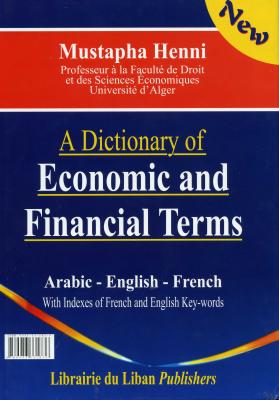 New
Mustapha Henni
Professeur à la Faculté de Droit
et des Sciences Économiques
Université d'Alger
A Dictionary of
Economic and
Financial Terms
Arabic - English - French
With Indexes of French and English Key-words
Librairie du Liban Publishers